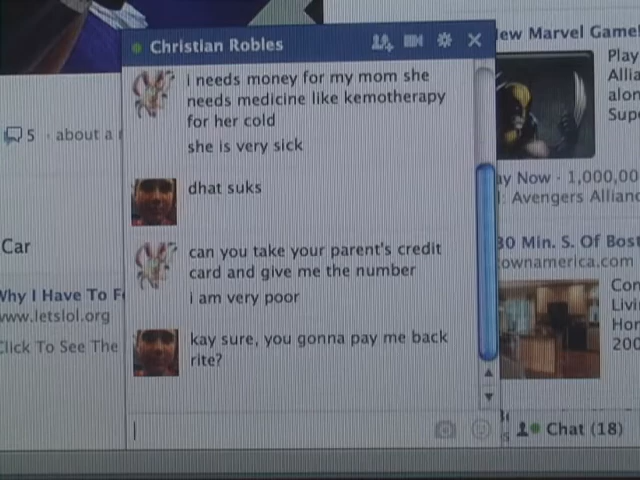 Christian Robles
i needs money for my mom she
needs medicine like kemotherapy
for her cold
she is very sick
dhat suks
can you take your parent's credit
card and give me the number
i am very poor
kay sure, you gonna pay me back
rite?
5 · about a
Car
Why I Have To F
www.letslol.org
Click To See The
ew Marvel Game!
Play
Allia
alon
Supe
ay Now · 1,000,00
: Avengers Allianc
30 Min. S. Of Bost
ownamerica.com
Con
Livi
Hon
200
Chat (18)